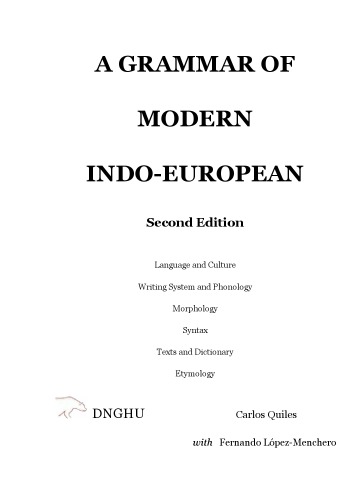 A GRAMMAR OF
MODERN
INDO-EUROPEAN
Second Edition
Language and Culture
Writing System and Phonology
Morphology
Syntax
Texts and Dictionary
Etymology
DNGHU
Carlos Quiles
with Fernando López-Menchero